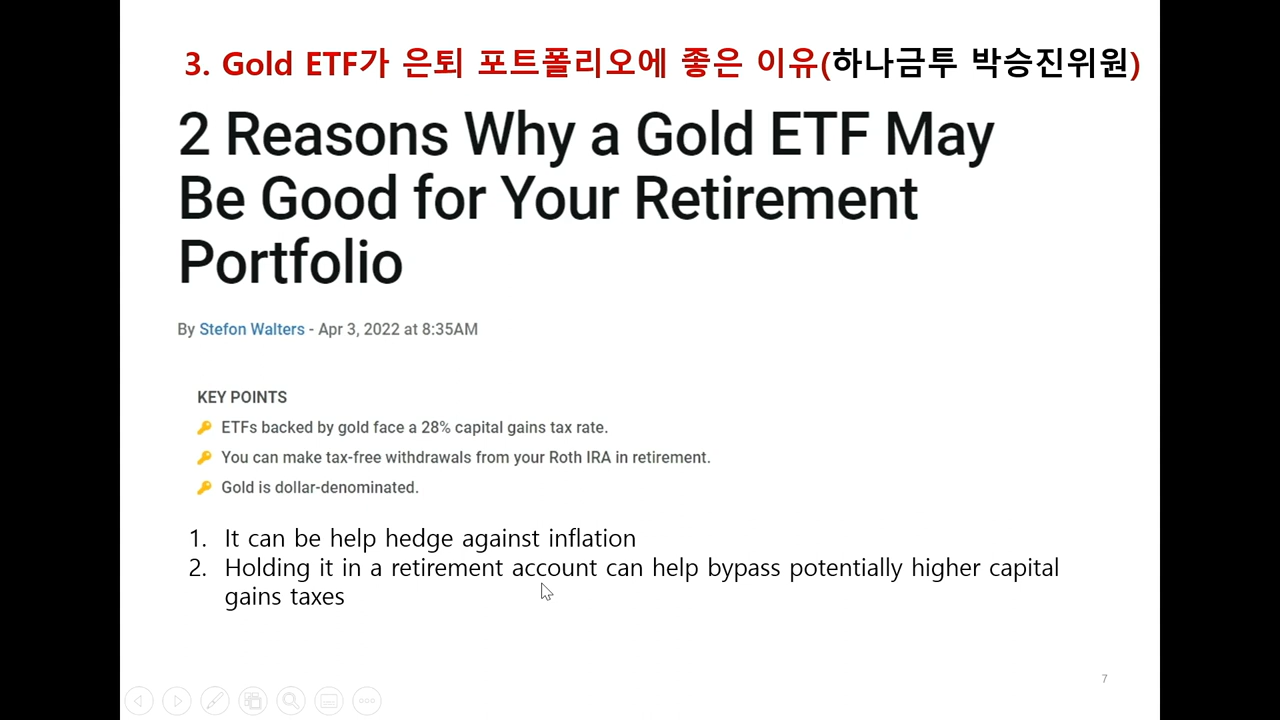 3. Gold ETF가 은퇴 포트폴리오에 좋은 이유(하나금투 박승진위원)
2 Reasons Why a Gold ETF May
Be Good for Your Retirement
Portfolio
By Stefon Walters - Apr 3, 2022 at 8:35AM
KEY POINTS
ETFs backed by gold face a 28% capital gains tax rate.
You can make tax-free withdrawals from your Roth IRA in retirement.
Gold is dollar-denominated.
1. It can be help hedge against inflation
2. Holding it in a retirement account can help bypass potentially higher capital
gains taxes
7